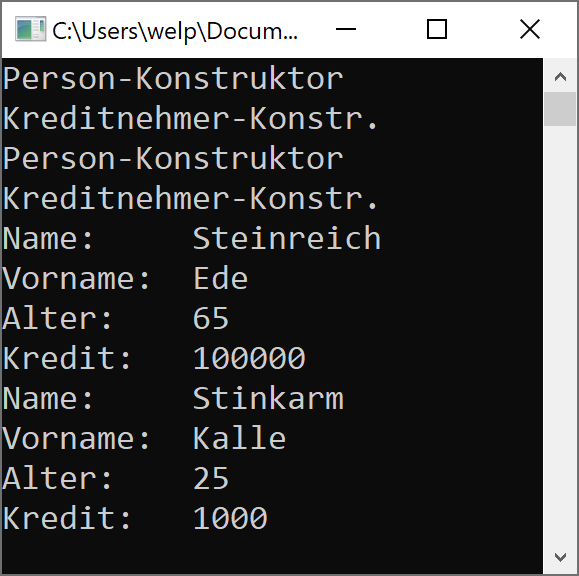 C:\Users\welp\Docum...
Person-Konstruktor
Kreditnehmer-Konstr.
Person-Konstruktor
Kreditnehmer-Konstr.
Name:     Steinreich
Vorname:  Ede
Alter:    65
Kredit:   100000
Name:     Stinkarm
Vorname:  Kalle
Alter:    25
Kredit:   1000